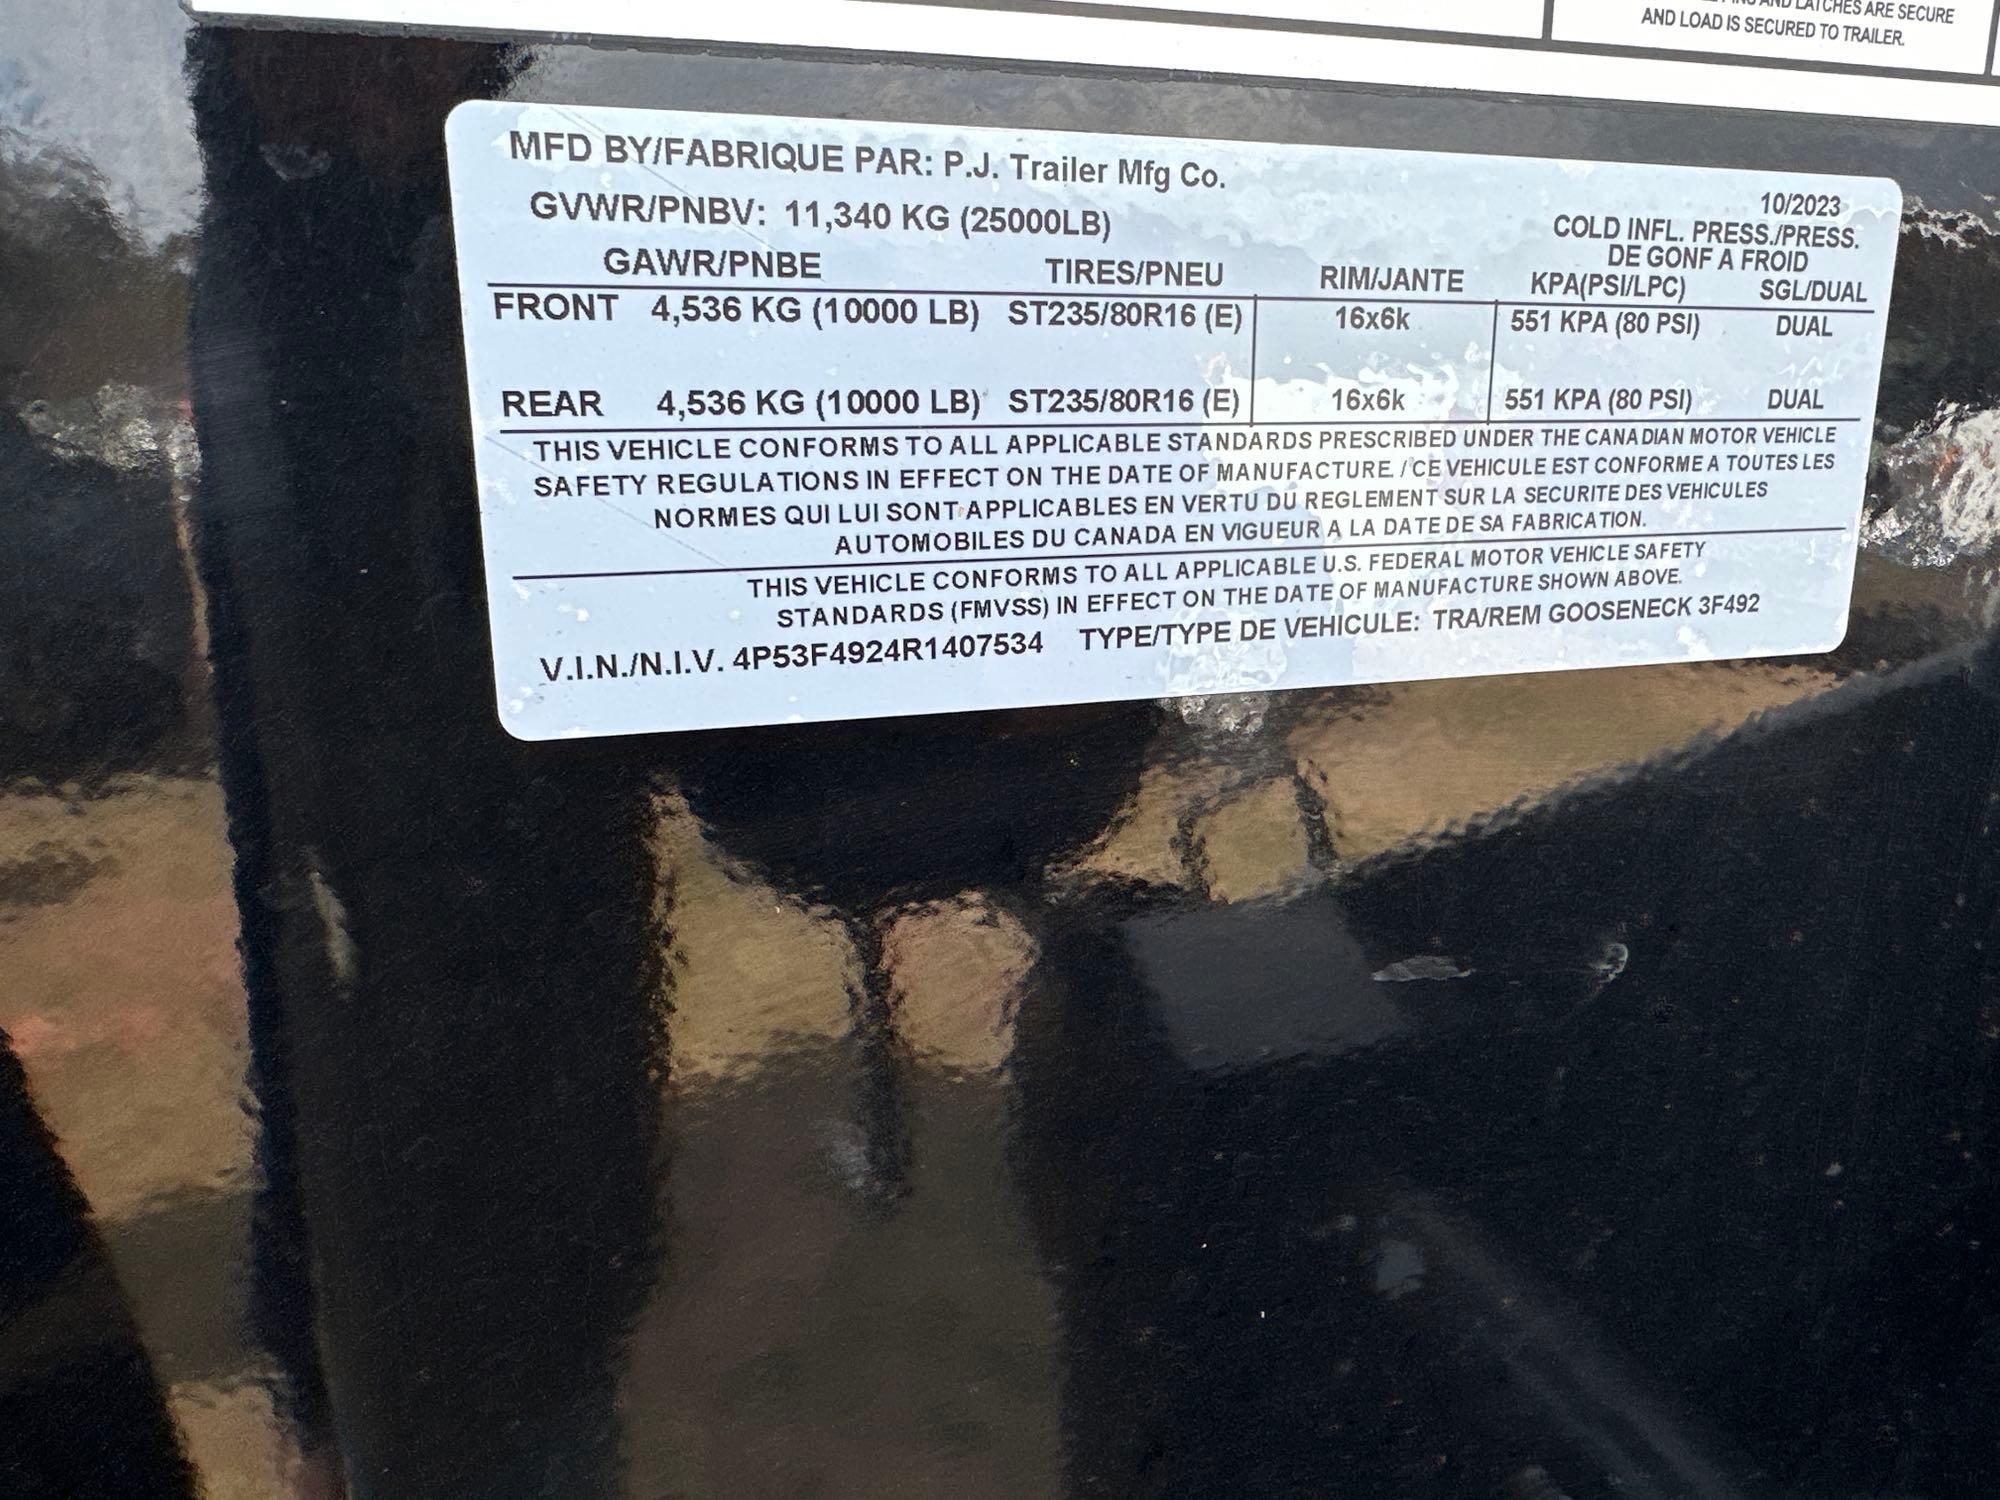 AND LATCHES ARE SECURE
AND LOAD IS SECURED TO TRAILER.
MFD BY/FABRIQUE PAR: P.J. Trailer Mfg Co.
10/2023
GVWR/PNBV: 11,340 KG (25000LB)
COLD INFL. PRESS./PRESS.
DE GONF A FROID
GAWR/PNBE TIRES/PNEU RIM/JANTE KPA(PSI/LPC) SGL/DUAL
FRONT 4,536 KG (10000 LB) ST235/80R16 (E) 16x6k 551 KPA (80 PSI) DUAL
REAR 4,536 KG (10000 LB) ST235/80R16 (E) 16x6k 551 KPA (80 PSI) DUAL
THIS VEHICLE CONFORMS TO ALL APPLICABLE STANDARDS PRESCRIBED UNDER THE CANADIAN MOTOR VEHICLE
SAFETY REGULATIONS IN EFFECT ON THE DATE OF MANUFACTURE. / CE VEHICULE EST CONFORME A TOUTES LES
NORMES QUI LUI SONT APPLICABLES EN VERTU DU REGLEMENT SUR LA SECURITE DES VEHICULES
AUTOMOBILES DU CANADA EN VIGUEUR A LA DATE DE SA FABRICATION.
THIS VEHICLE CONFORMS TO ALL APPLICABLE U.S. FEDERAL MOTOR VEHICLE SAFETY
STANDARDS (FMVSS) IN EFFECT ON THE DATE OF MANUFACTURE SHOWN ABOVE.
V.I.N./N.I.V. 4P53F4924R1407534 TYPE/TYPE DE VEHICULE: TRA/REM GOOSENECK 3F492